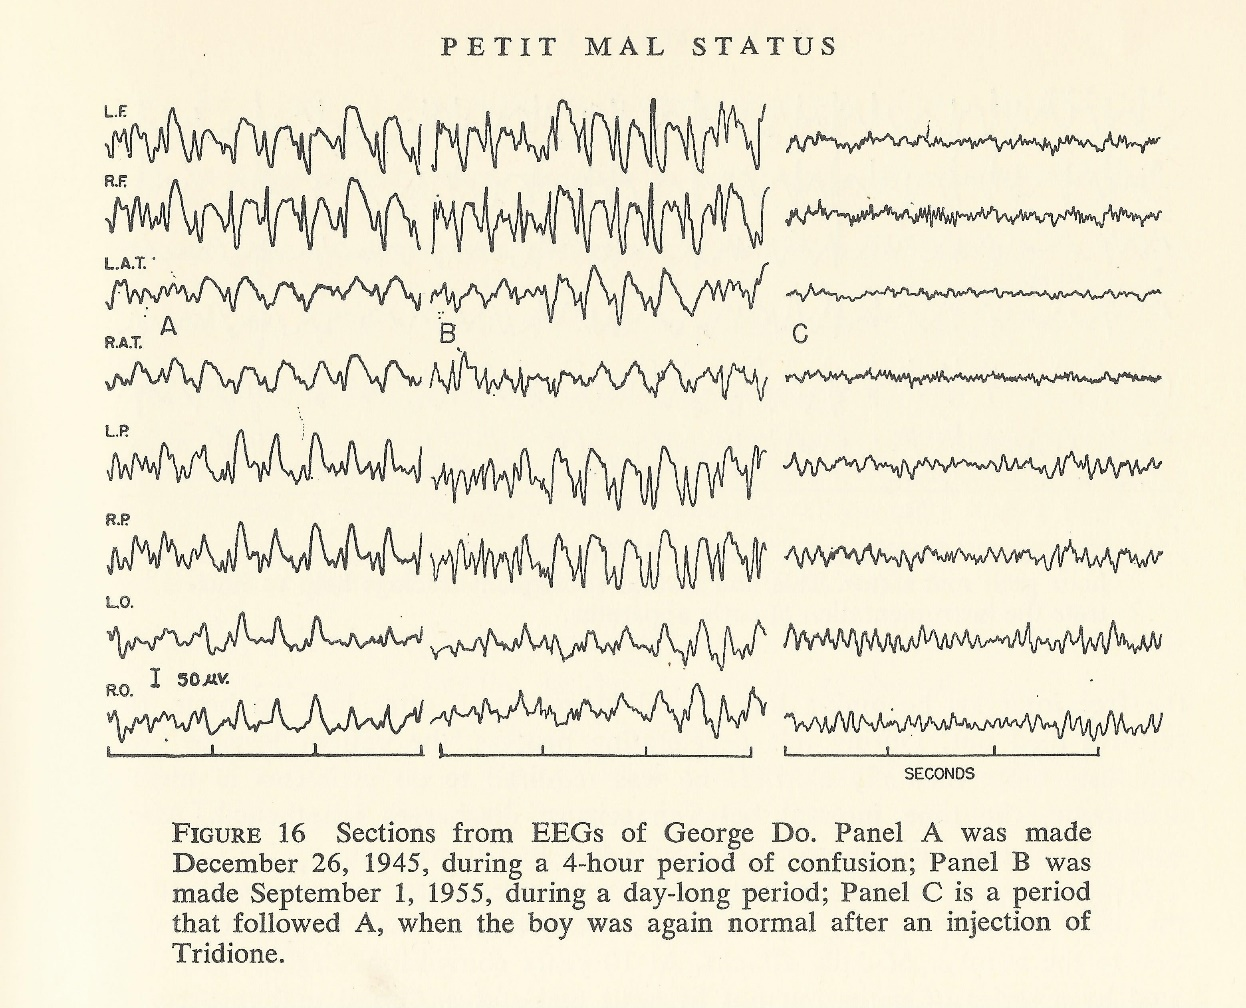 PETIT MAL STATUS
L.F.
R.F.
L.A.T.
A
B
C
R.A.T.
L.P.
R.P.
L.O.
I 50 μV.
R.O.
SECONDS
FIGURE 16 Sections from EEGs of George Do. Panel A was made
December 26, 1945, during a 4-hour period of confusion; Panel B was
made September 1, 1955, during a day-long period; Panel C is a period
that followed A, when the boy was again normal after an injection of
Tridione.